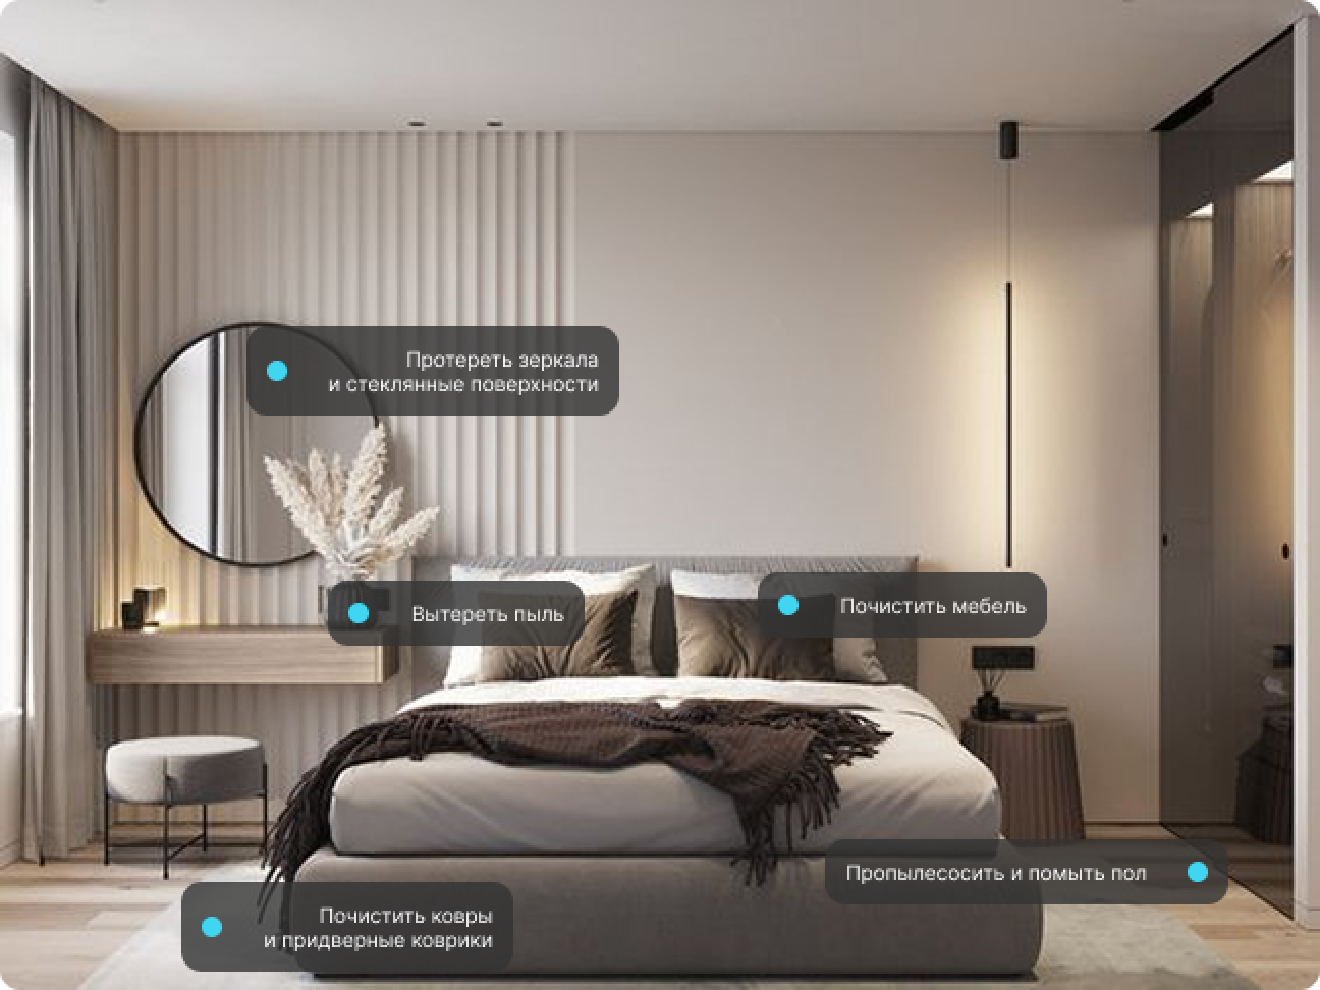 Протереть зеркала
и стеклянные поверхности
Вытереть пыль
Почистить мебель
Пропылесосить и помыть пол
Почистить ковры
и придверные коврики